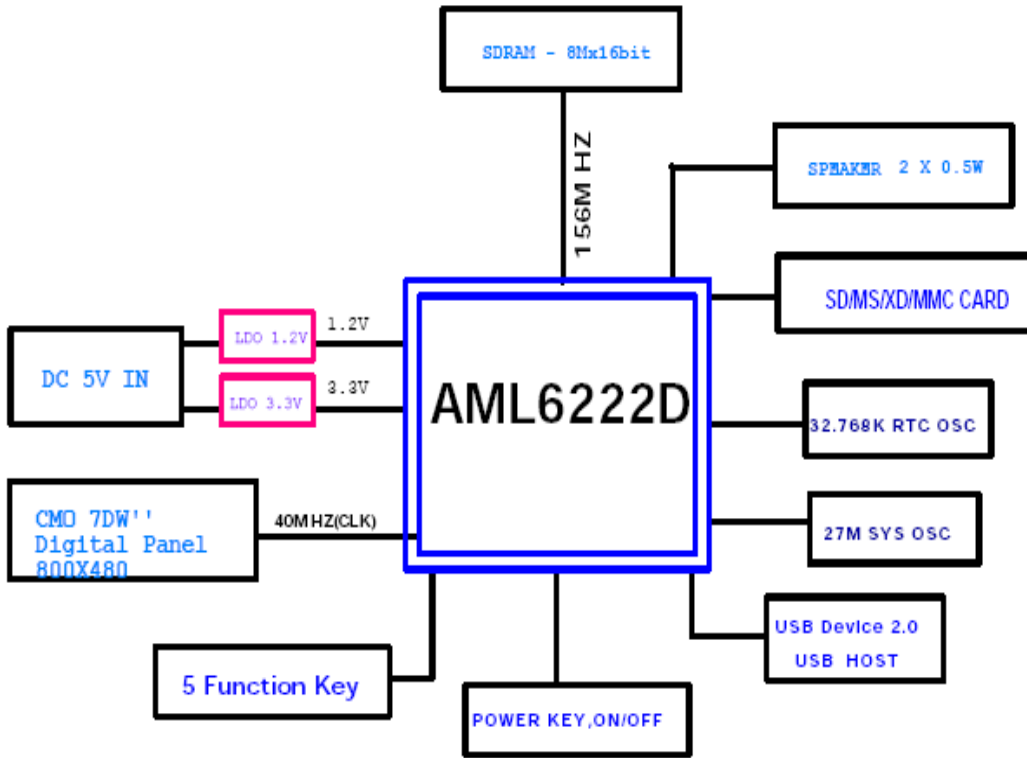 SDRAM - 8Mx16bit
156M HZ
SPEAKER 2 X 0.5W
SD/MS/XD/MMC CARD
DC 5V IN
LDO 1.2V
1.2V
LDO 3.3V
3.3V
AML6222D
32.768K RTC OSC
CMO 7DW''
Digital Panel
800X480
40MHZ(CLK)
27M SYS OSC
USB Device 2.0
USB HOST
5 Function Key
POWER KEY,ON/OFF